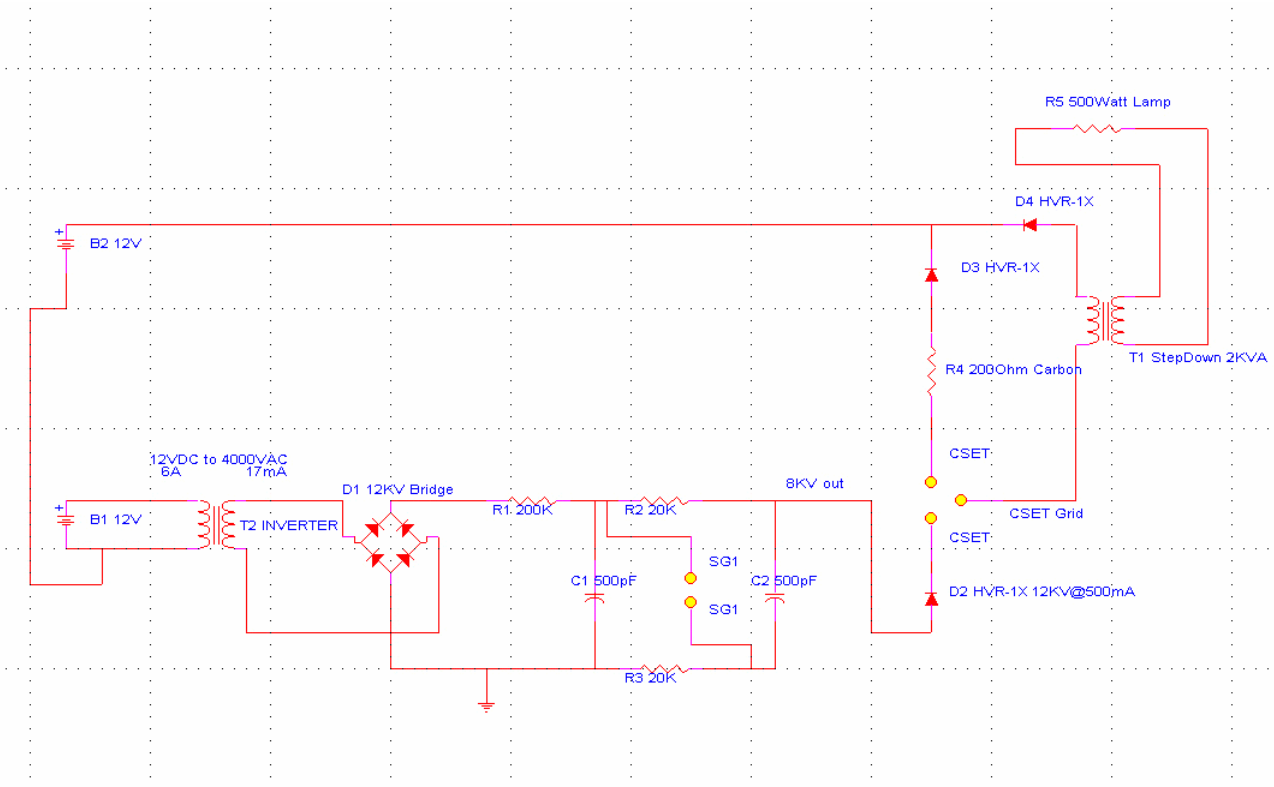 R5 500Watt Lamp
D4 HVR-1X
+
B2 12V
D3 HVR-1X
T1 StepDown 2KVA
R4 200Ohm Carbon
12VDC to 4000VAC
6A 17mA
CSET
D1 12KV Bridge
8KV out
+
B1 12V
T2 INVERTER
R1 200K
R2 20K
CSET Grid
CSET
SG1
C1 500pF
C2 500pF
D2 HVR-1X 12KV@500mA
SG1
R3 20K